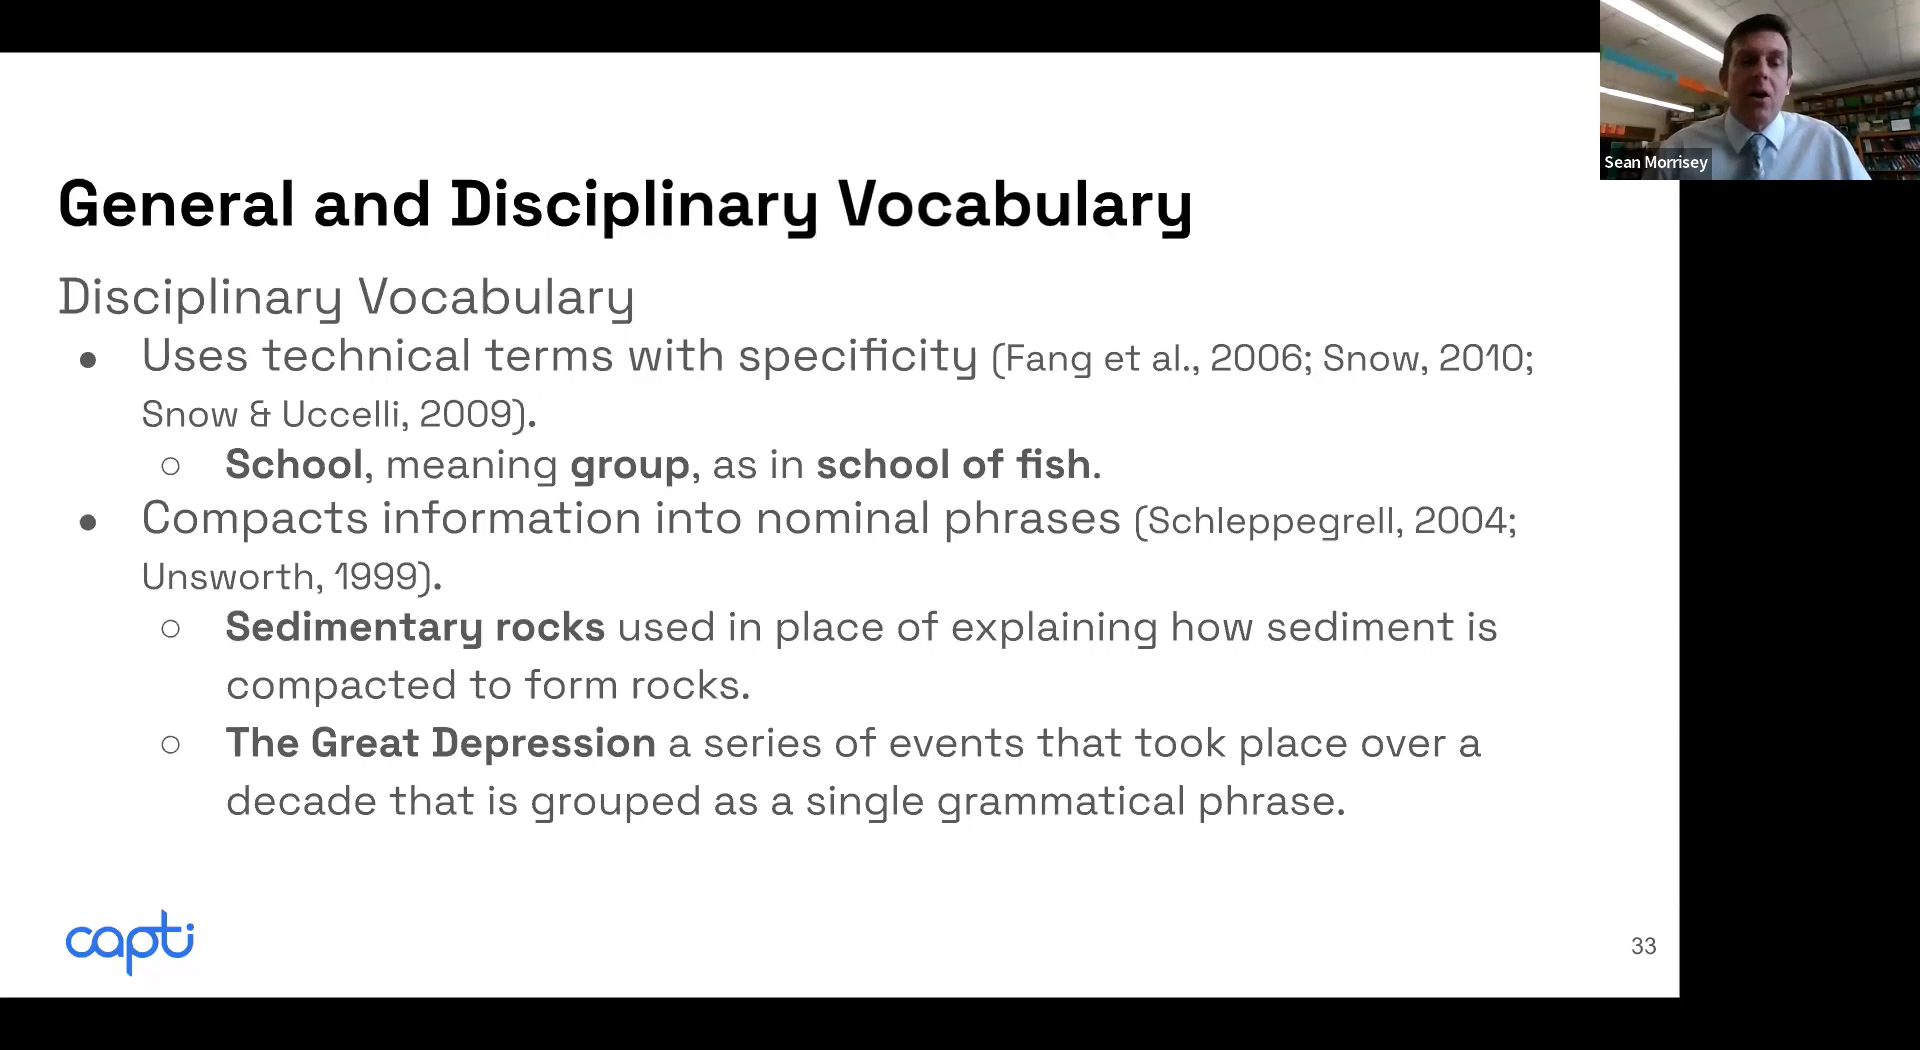 Sean Morrisey
General and Disciplinary Vocabulary
Disciplinary Vocabulary
● Uses technical terms with specificity (Fang et al., 2006; Snow, 2010;
Snow & Uccelli, 2009).
○ School, meaning group, as in school of fish.
● Compacts information into nominal phrases (Schleppegrell, 2004;
Unsworth, 1999).
○ Sedimentary rocks used in place of explaining how sediment is
compacted to form rocks.
○ The Great Depression a series of events that took place over a
decade that is grouped as a single grammatical phrase.
capti
33